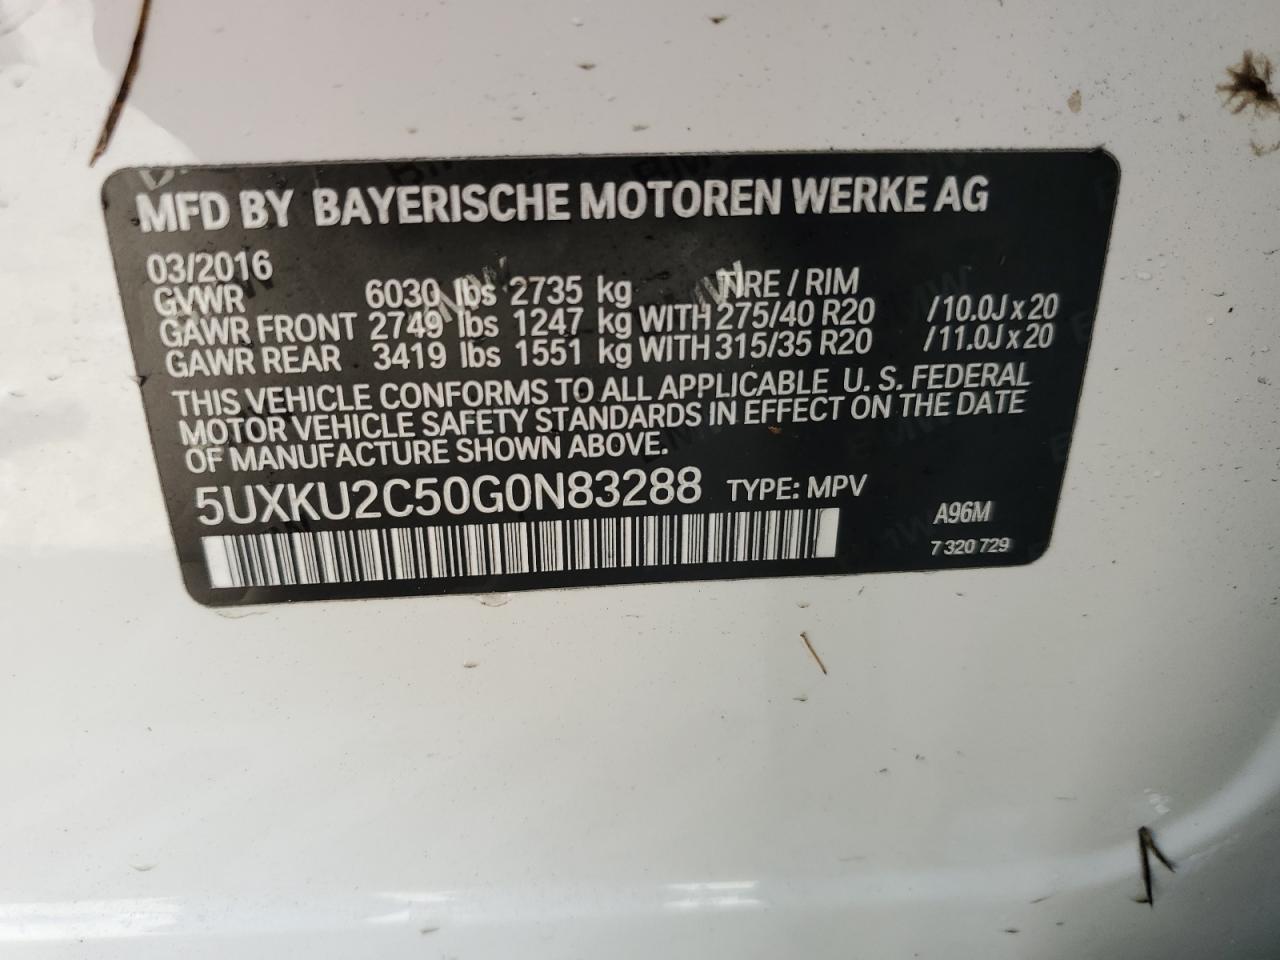 MFD BY BAYERISCHE MOTOREN WERKE AG
03/2016
GVWR 6030 lbs 2735 kg TIRE / RIM
GAWR FRONT 2749 lbs 1247 kg WITH 275/40 R20 /10.0J x 20
GAWR REAR 3419 lbs 1551 kg WITH 315/35 R20 /11.0J x 20
THIS VEHICLE CONFORMS TO ALL APPLICABLE U. S. FEDERAL
MOTOR VEHICLE SAFETY STANDARDS IN EFFECT ON THE DATE
OF MANUFACTURE SHOWN ABOVE.
5UXKU2C50G0N83288 TYPE: MPV
A96M
7 320 729